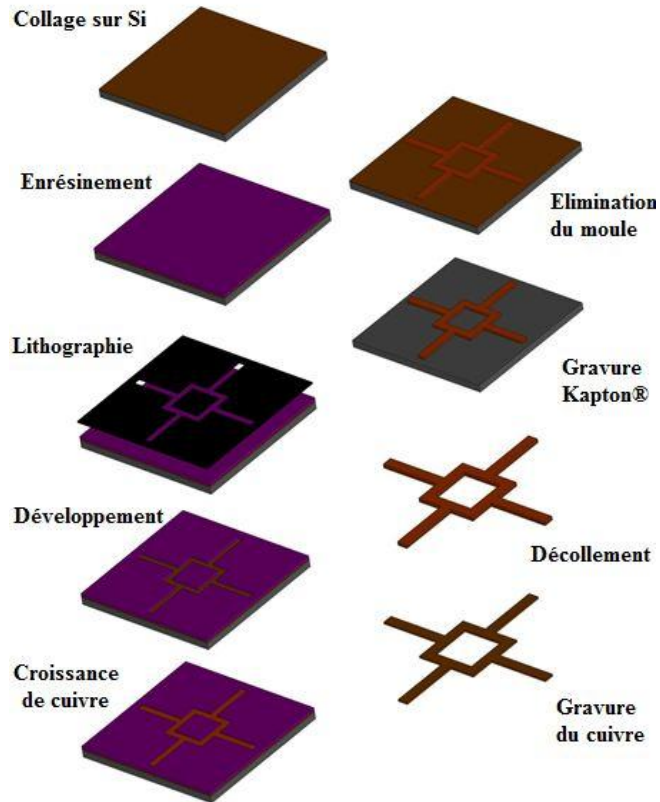 Collage sur Si
Enrésinement
Lithographie
Développement
Croissance
de cuivre
Elimination
du moule
Gravure
Kapton®
Décollement
Gravure
du cuivre